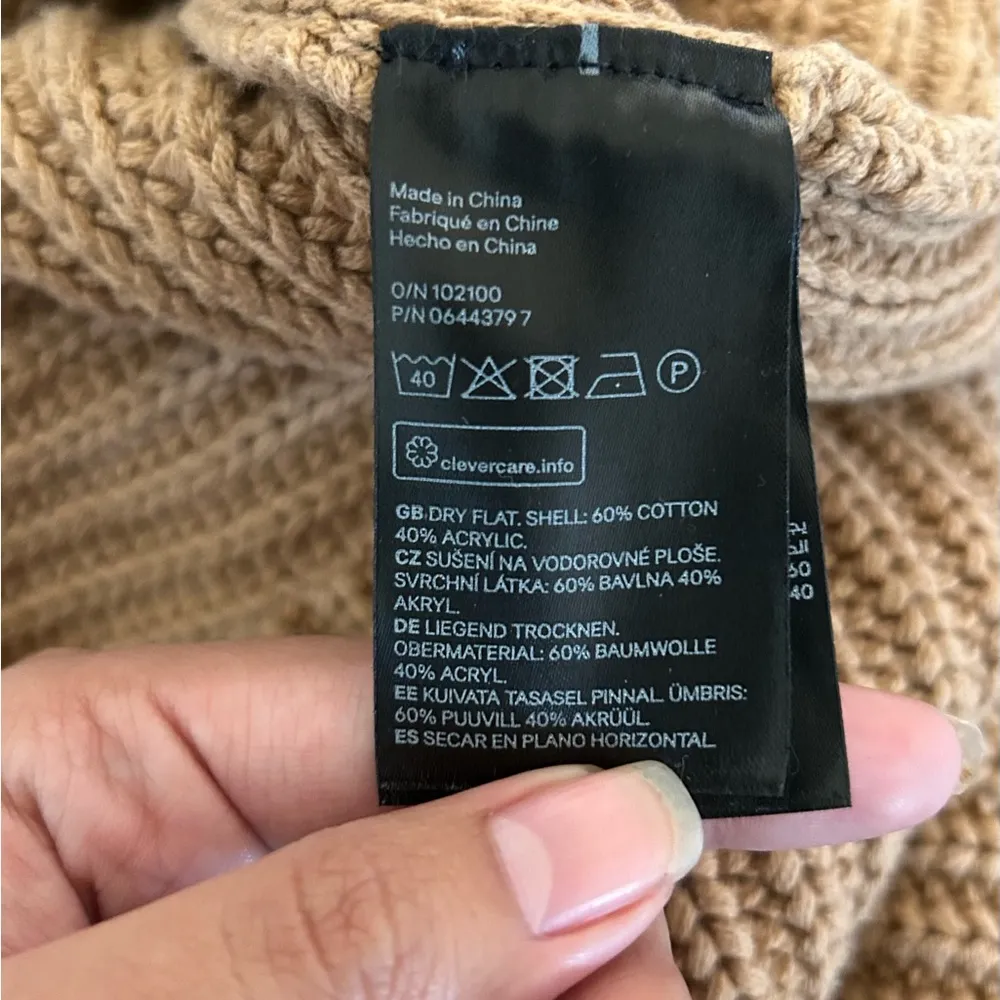 Made in China
Fabriqué en Chine
Hecho en China
O/N 102100
P/N 06443797
40 P
clevercare.info
GB DRY FLAT. SHELL: 60% COTTON
40% ACRYLIC.
CZ SUŠENÍ NA VODOROVNÉ PLOŠE.
SVRCHNÍ LÁTKA: 60% BAVLNA 40%
AKRYL.
DE LIEGEND TROCKNEN.
OBERMATERIAL: 60% BAUMWOLLE
40% ACRYL.
EE KUIVATA TASASEL PINNAL. ÜMBRIS:
60% PUUVILL 40% AKRÜÜL.
ES SECAR EN PLANO HORIZONTAL.
60
40